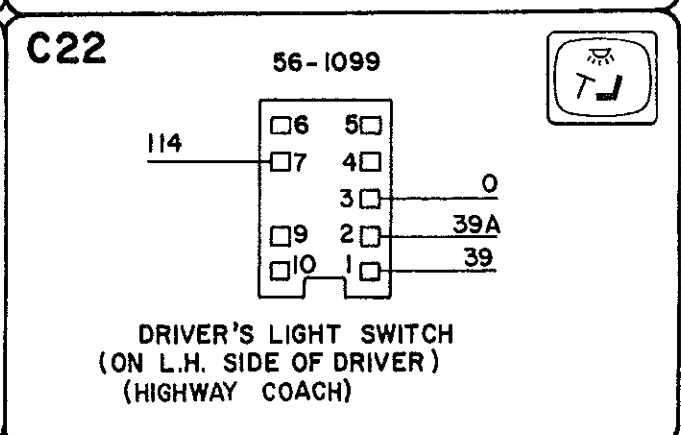 C22
56-1099
6 5
114
7 4
3 0
9 2 39A
10 1 39
DRIVER'S LIGHT SWITCH
(ON L.H. SIDE OF DRIVER)
(HIGHWAY COACH)